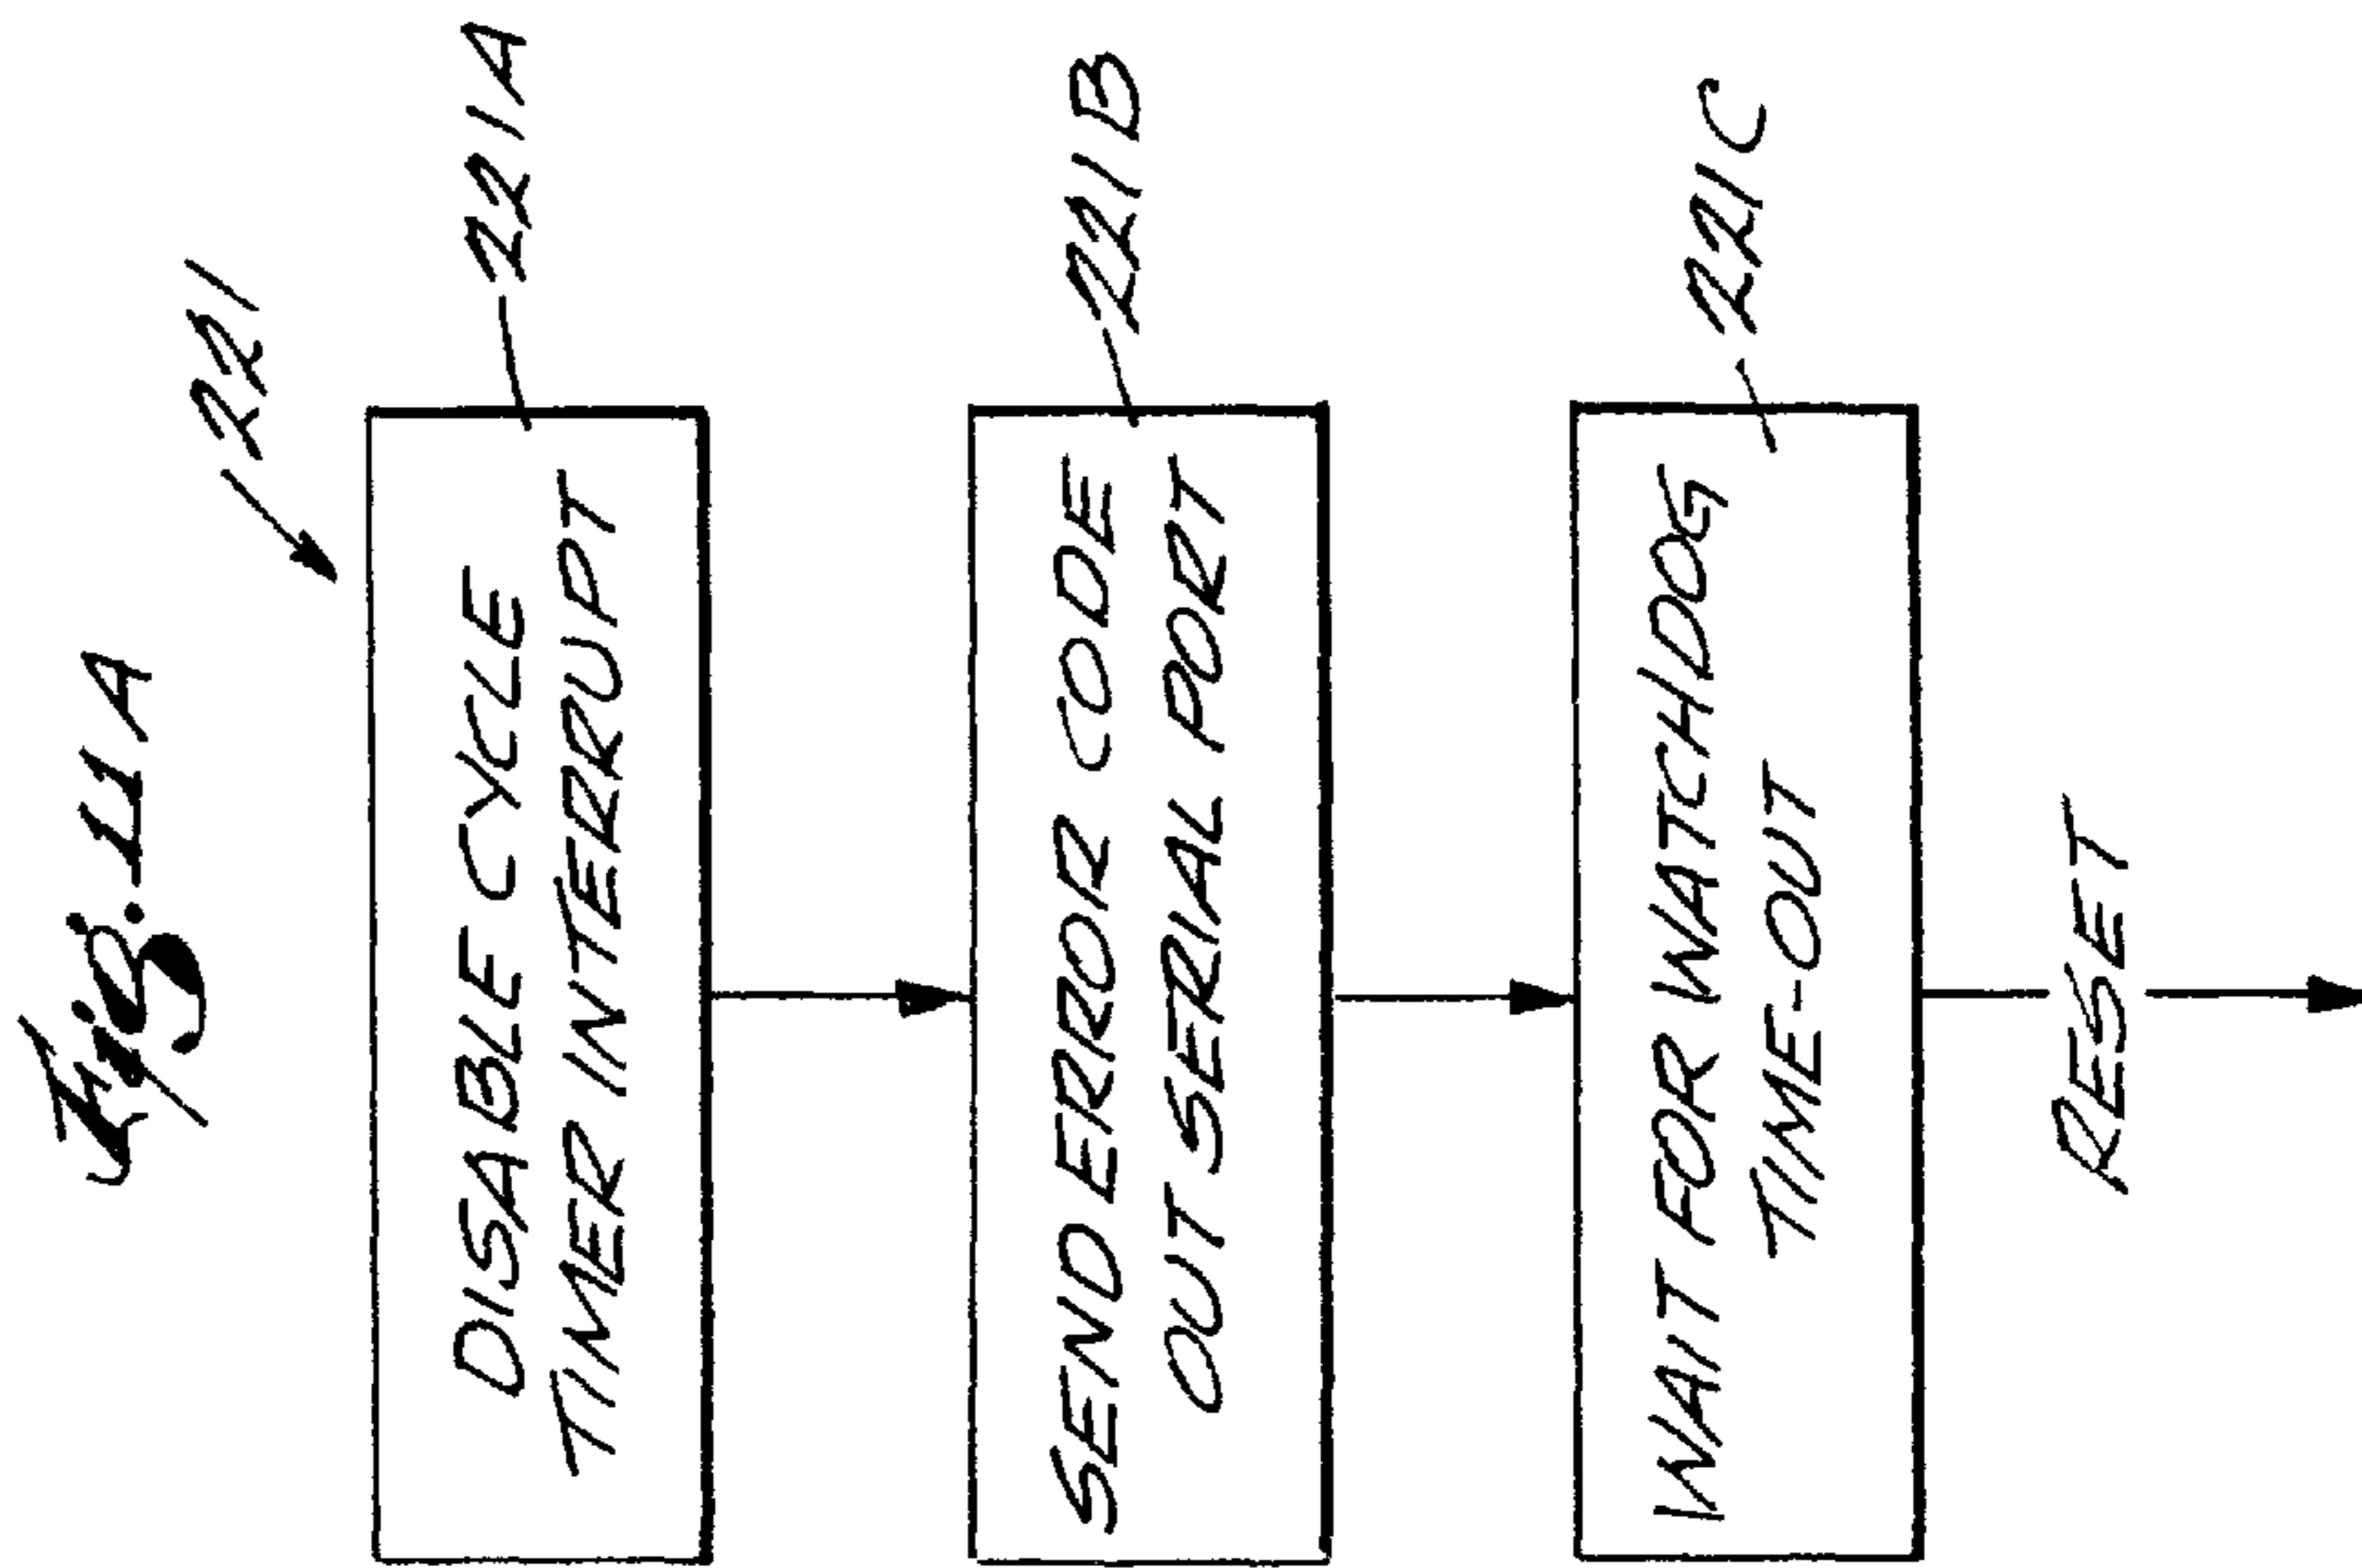 Fig. 11A
221
DISABLE CYCLE
TIMER INTERRUPT
221A
SEND ERROR CODE
OUT SERIAL PORT
221B
WAIT FOR WATCHDOG
TIME-OUT
221C
RESET